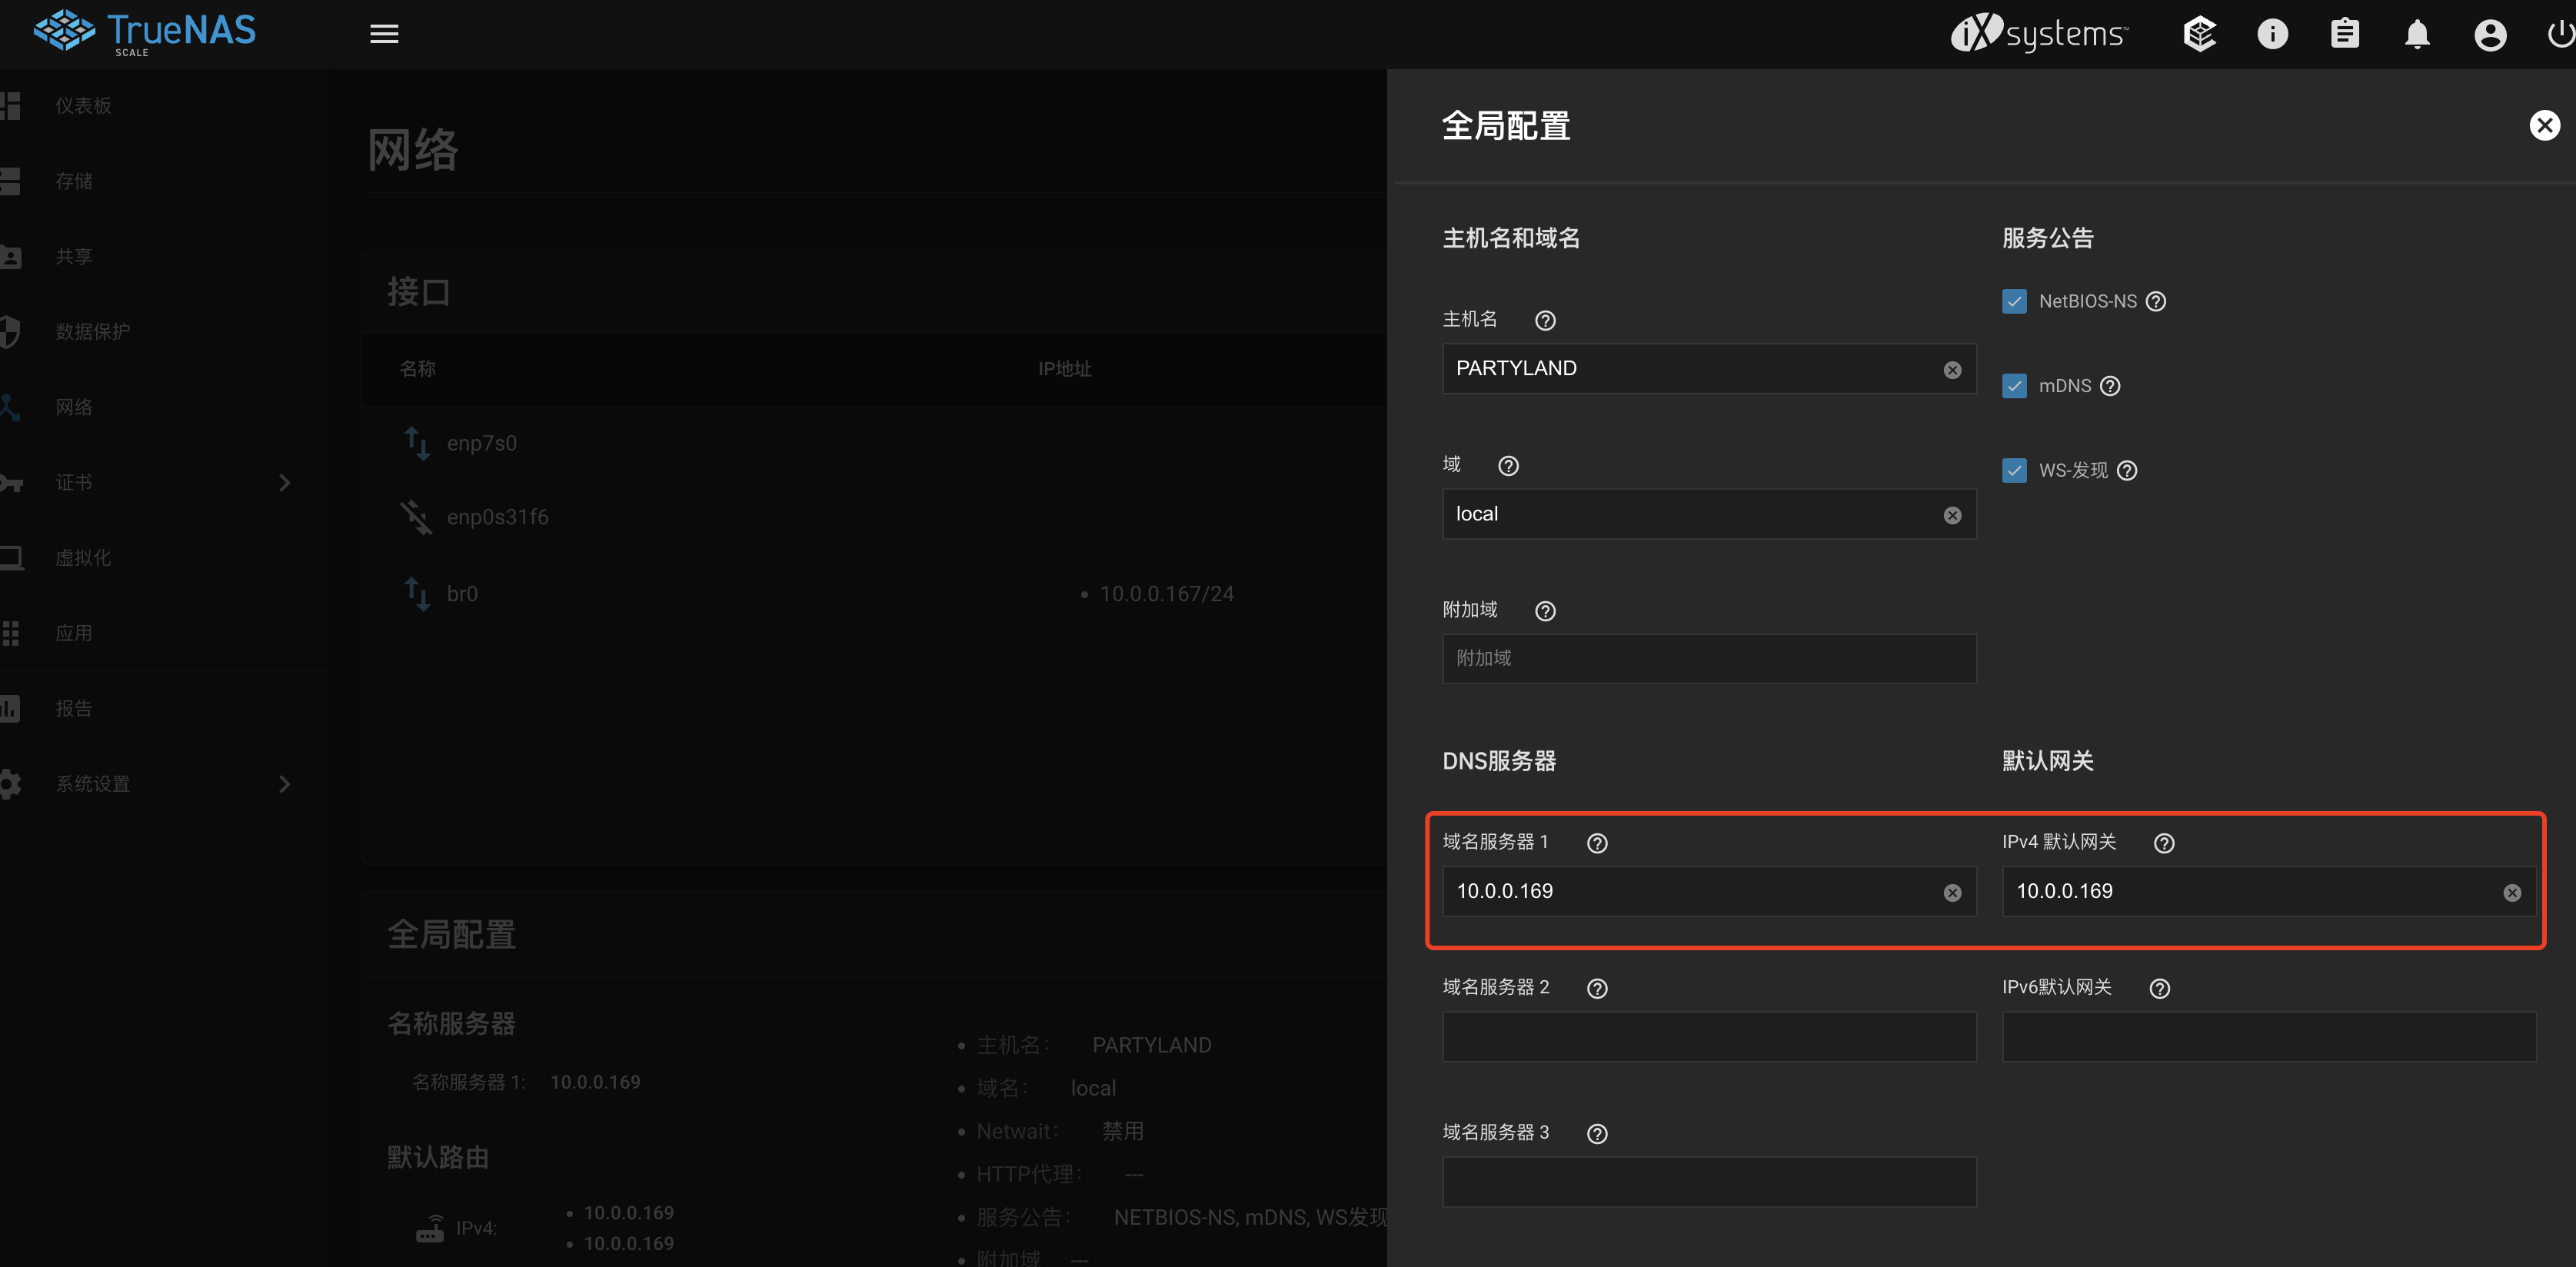 TrueNAS
SCALE
iXsystems™
仪表板
存储
共享
数据保护
网络
证书
虚拟化
应用
报告
系统设置
网络
接口
名称
IP地址
enp7s0
enp0s31f6
br0
10.0.0.167/24
全局配置
名称服务器
名称服务器 1:
10.0.0.169
默认路由
IPv4:
10.0.0.169
10.0.0.169
主机名:
PARTYLAND
域名:
local
Netwait:
禁用
HTTP代理:
---
服务公告:
NETBIOS-NS, mDNS, WS发现
附加域
---
全局配置
主机名和域名
主机名
PARTYLAND
域
local
附加域
附加域
服务公告
NetBIOS-NS
mDNS
WS-发现
DNS服务器
域名服务器 1
10.0.0.169
域名服务器 2
域名服务器 3
默认网关
IPv4 默认网关
10.0.0.169
IPv6默认网关